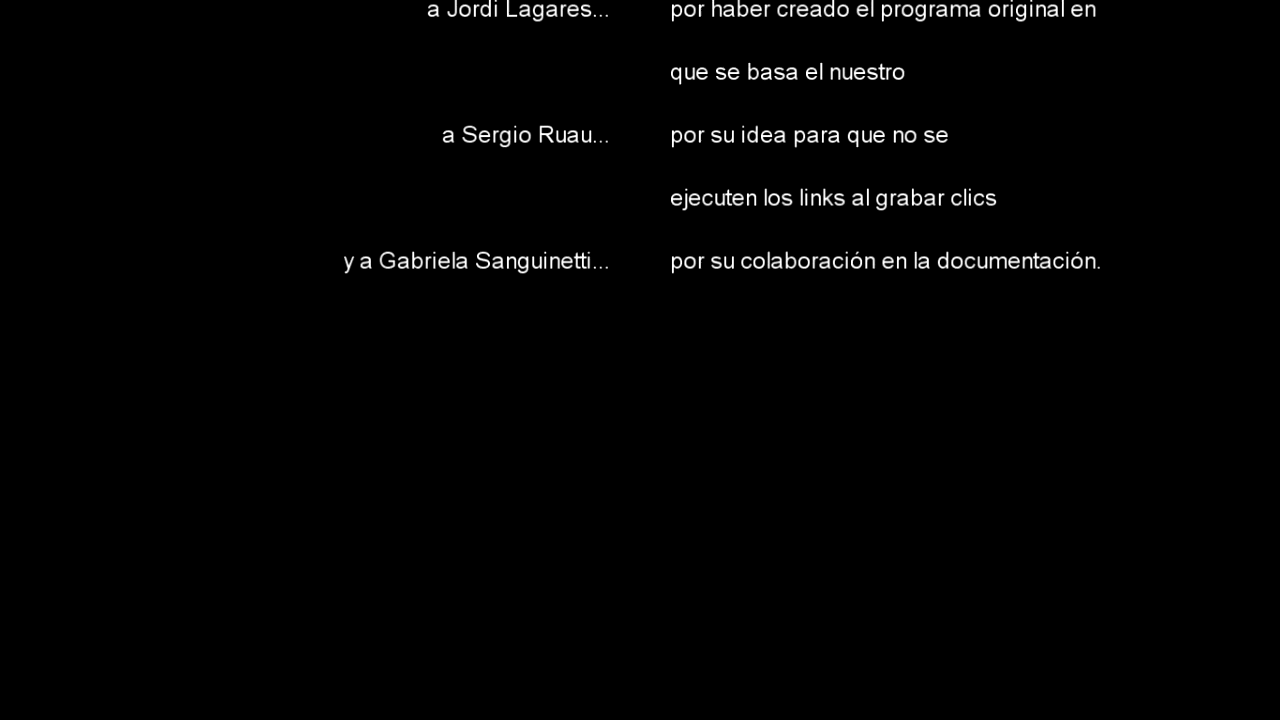 a Jordi Lagares... por haber creado el programa original en
que se basa el nuestro
a Sergio Ruau... por su idea para que no se
ejecuten los links al grabar clics
y a Gabriela Sanguinetti... por su colaboración en la documentación.